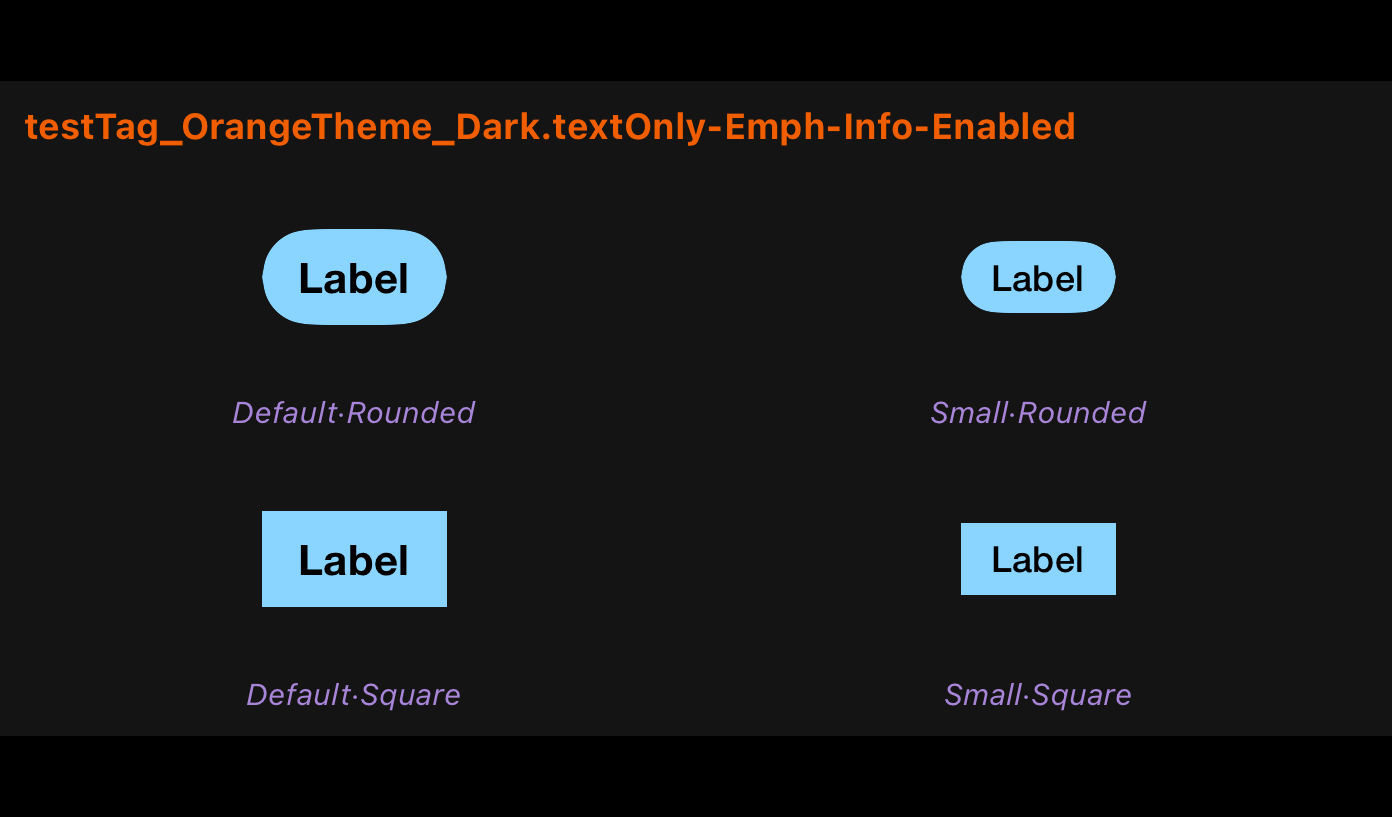 testTag_OrangeTheme_Dark.textOnly-Emph-Info-Enabled
Label
Label
Default·Rounded
Small·Rounded
Label
Label
Default·Square
Small·Square